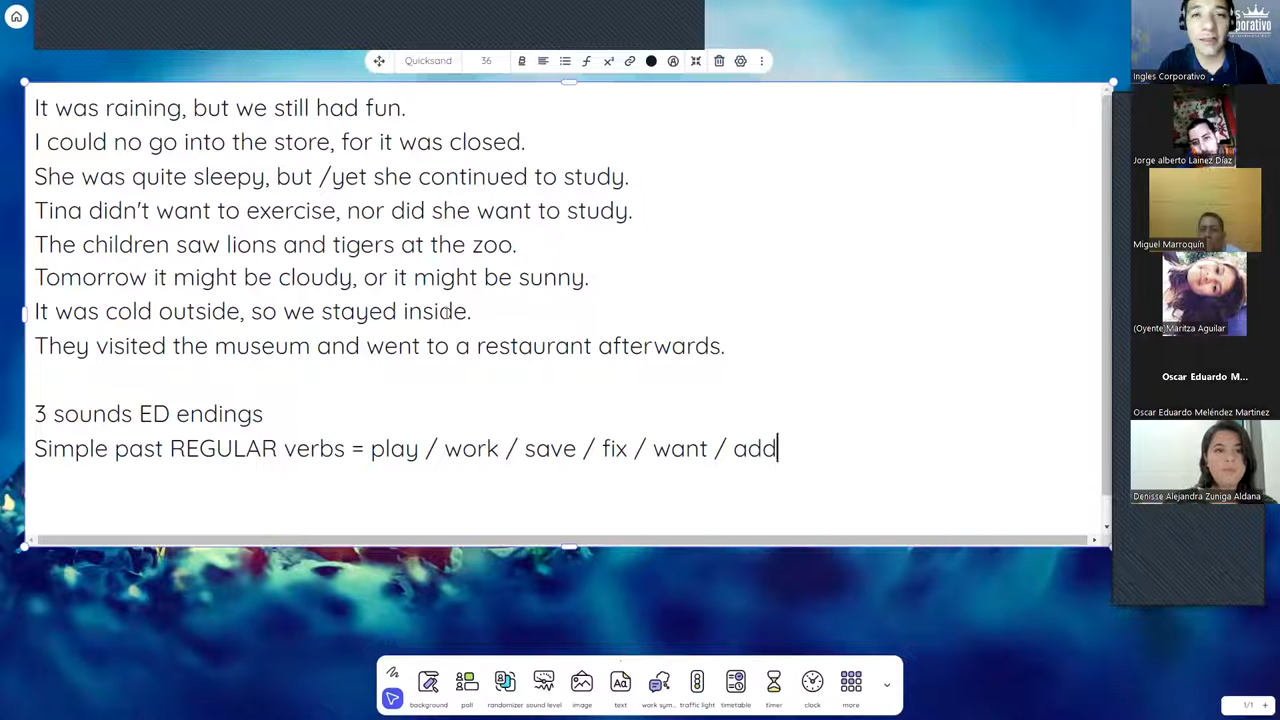 Quicksand 36
It was raining, but we still had fun.
I could no go into the store, for it was closed.
She was quite sleepy, but /yet she continued to study.
Tina didn't want to exercise, nor did she want to study.
The children saw lions and tigers at the zoo.
Tomorrow it might be cloudy, or it might be sunny.
It was cold outside, so we stayed inside.
They visited the museum and went to a restaurant afterwards.
3 sounds ED endings
Simple past REGULAR verbs = play / work / save / fix / want / add
Ingles Corporativo
Jorge alberto Lainez Díaz
Miguel Marroquín
(Oyente)Maritza Aguilar
Oscar Eduardo M...
Oscar Eduardo Meléndez Martinez
Denisse Alejandra Zuniga Aldana
background poll randomizer sound level image text work sym... traffic light timetable timer clock more
1/1